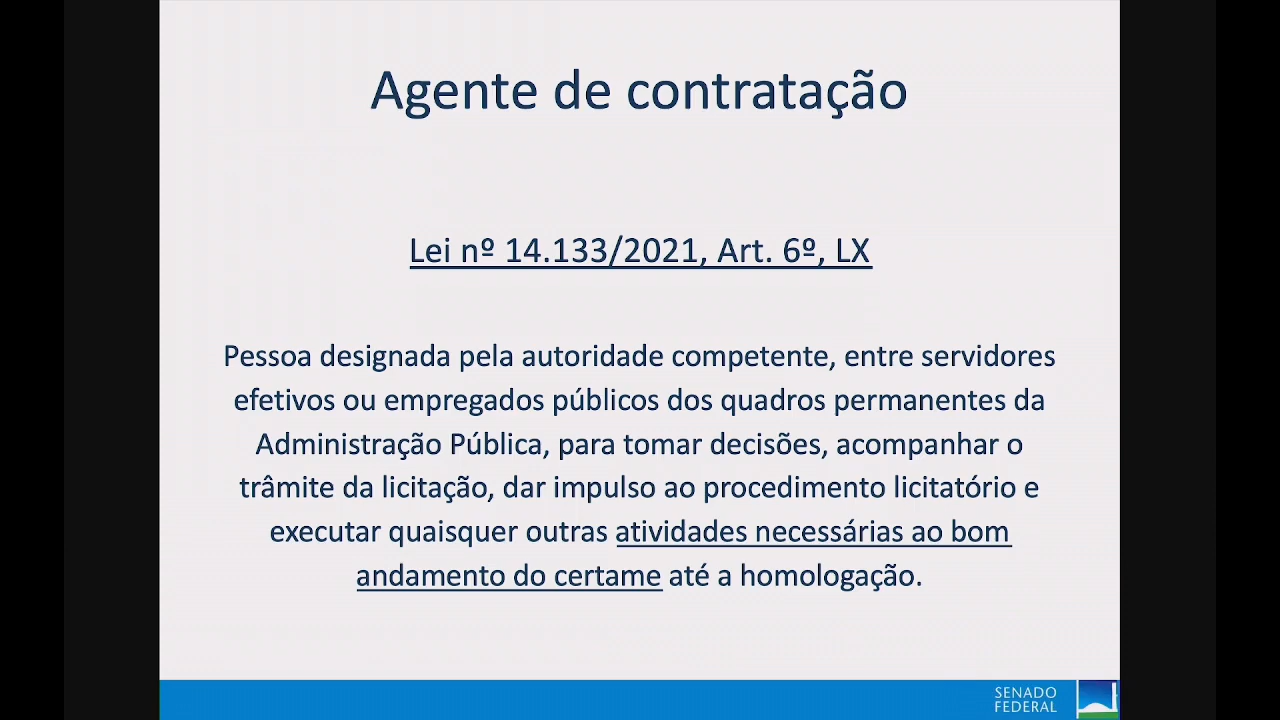 Agente de contratação
Lei nº 14.133/2021, Art. 6º, LX
Pessoa designada pela autoridade competente, entre servidores
efetivos ou empregados públicos dos quadros permanentes da
Administração Pública, para tomar decisões, acompanhar o
trâmite da licitação, dar impulso ao procedimento licitatório e
executar quaisquer outras atividades necessárias ao bom
andamento do certame até a homologação.
SENADO
FEDERAL